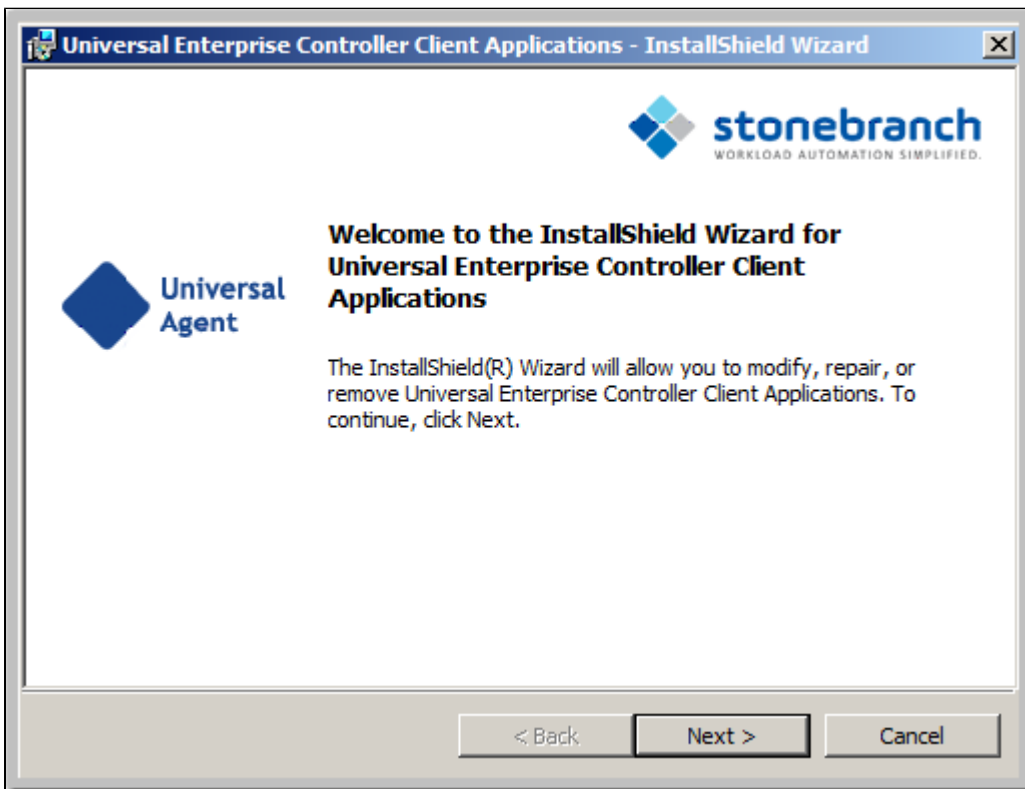 Universal Enterprise Controller Client Applications - InstallShield Wizard
stonebranch
WORKLOAD AUTOMATION SIMPLIFIED.
Universal
Agent
Welcome to the InstallShield Wizard for
Universal Enterprise Controller Client
Applications
The InstallShield(R) Wizard will allow you to modify, repair, or
remove Universal Enterprise Controller Client Applications. To
continue, click Next.
< Back
Next >
Cancel